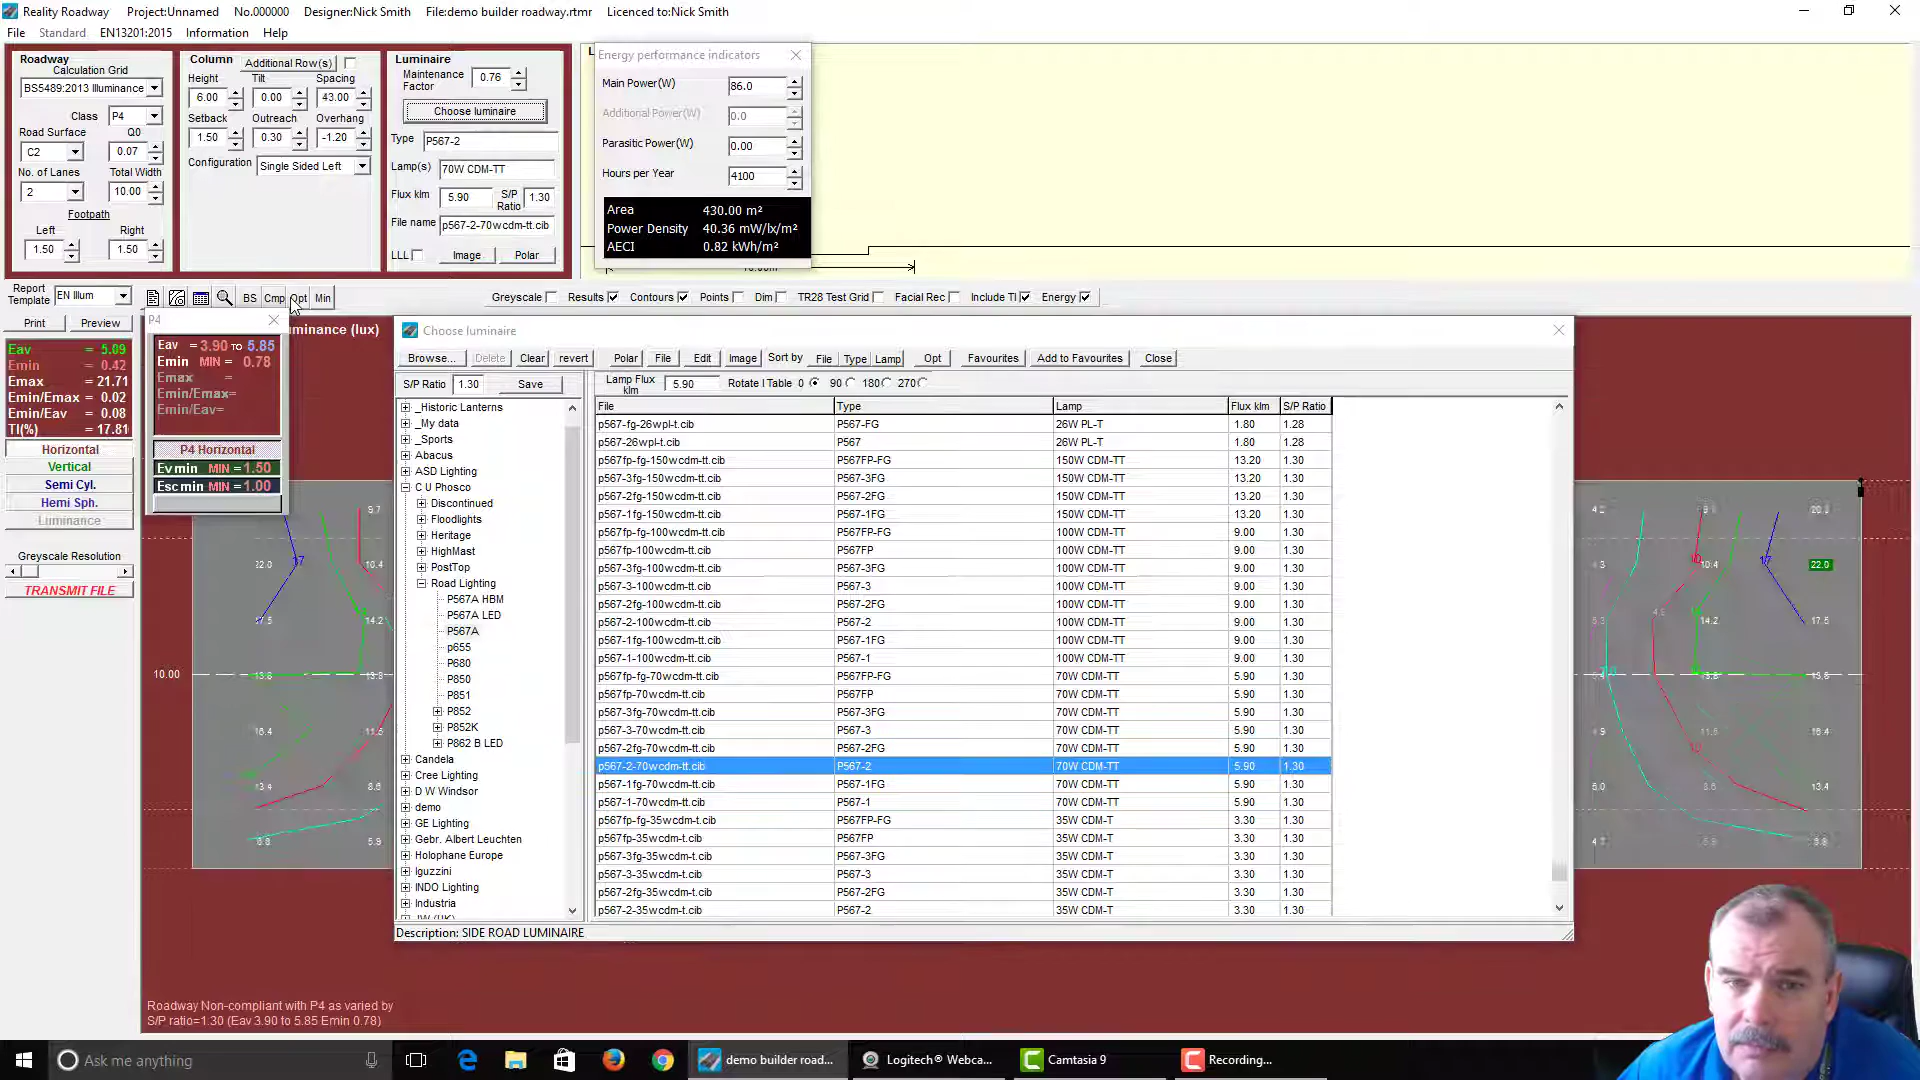 Reality Roadway Project:Unnamed No.000000 Designer:Nick Smith File:demo builder roadway.rtmr Licenced to:Nick Smith
File Standard EN13201:2015 Information Help
Roadway
Calculation Grid
BS5489:2013 Illuminance
Class P4
Road Surface Q0
C2 0.07
No. of Lanes Total Width
2 10.00
Footpath
Left Right
1.50 1.50
Column Additional Row(s)
Height Tilt Spacing
6.00 0.00 43.00
Setback Outreach Overhang
1.50 0.30 -1.20
Configuration Single Sided Left
Luminaire
Maintenance Factor 0.76
Choose luminaire
Type P567-2
Lamp(s) 70W CDM-TT
Flux klm 5.90 S/P Ratio 1.30
File name p567-2-70wcdm-tt.cib
LLL Image Polar
Energy performance indicators
Main Power(W) 86.0
Additional Power(W) 0.0
Parasitic Power(W) 0.00
Hours per Year 4100
Area 430.00 m²
Power Density 40.36 mW/lx/m²
AECI 0.82 kWh/m²
Report Template EN Illum
BS Cmp Opt Min
Greyscale Results Contours Points Dim TR28 Test Grid Facial Rec Include TI Energy
Print Preview
Eav = 5.09
Emin = 0.42
Emax = 21.71
Emin/Emax = 0.02
Emin/Eav = 0.08
TI(%) = 17.81
Horizontal
Vertical
Semi Cyl.
Hemi Sph.
Luminance
Greyscale Resolution
TRANSMIT FILE
P4
Eav = 3.90 TO 5.85
Emin MIN = 0.78
Emax =
Emin/Emax=
Emin/Eav=
P4 Horizontal
Ev min MIN =1.50
Esc min MIN =1.00
uminance (lux)
Choose luminaire
Browse... Delete Clear revert Polar File Edit Image Sort by File Type Lamp Opt Favourites Add to Favourites Close
S/P Ratio 1.30 Save
Lamp Flux klm 5.90 Rotate I Table 0 90 180 270
_Historic Lanterns
_My data
_Sports
Abacus
ASD Lighting
C U Phosco
Discontinued
Floodlights
Heritage
HighMast
PostTop
Road Lighting
P567A HBM
P567A LED
P567A
p655
P680
P850
P851
P852
P852K
P862 B LED
Candela
Cree Lighting
D W Windsor
demo
GE Lighting
Gebr. Albert Leuchten
Holophane Europe
Iguzzini
INDO Lighting
Industria
File Type Lamp Flux klm S/P Ratio
p567-fg-26wpl-t.cib P567-FG 26W PL-T 1.80 1.28
p567-26wpl-t.cib P567 26W PL-T 1.80 1.28
p567fp-fg-150wcdm-tt.cib P567FP-FG 150W CDM-TT 13.20 1.30
p567-3fg-150wcdm-tt.cib P567-3FG 150W CDM-TT 13.20 1.30
p567-2fg-150wcdm-tt.cib P567-2FG 150W CDM-TT 13.20 1.30
p567-1fg-150wcdm-tt.cib P567-1FG 150W CDM-TT 13.20 1.30
p567fp-fg-100wcdm-tt.cib P567FP-FG 100W CDM-TT 9.00 1.30
p567fp-100wcdm-tt.cib P567FP 100W CDM-TT 9.00 1.30
p567-3fg-100wcdm-tt.cib P567-3FG 100W CDM-TT 9.00 1.30
p567-3-100wcdm-tt.cib P567-3 100W CDM-TT 9.00 1.30
p567-2fg-100wcdm-tt.cib P567-2FG 100W CDM-TT 9.00 1.30
p567-2-100wcdm-tt.cib P567-2 100W CDM-TT 9.00 1.30
p567-1fg-100wcdm-tt.cib P567-1FG 100W CDM-TT 9.00 1.30
p567-1-100wcdm-tt.cib P567-1 100W CDM-TT 9.00 1.30
p567fp-fg-70wcdm-tt.cib P567FP-FG 70W CDM-TT 5.90 1.30
p567fp-70wcdm-tt.cib P567FP 70W CDM-TT 5.90 1.30
p567-3fg-70wcdm-tt.cib P567-3FG 70W CDM-TT 5.90 1.30
p567-3-70wcdm-tt.cib P567-3 70W CDM-TT 5.90 1.30
p567-2fg-70wcdm-tt.cib P567-2FG 70W CDM-TT 5.90 1.30
p567-2-70wcdm-tt.cib P567-2 70W CDM-TT 5.90 1.30
p567-1fg-70wcdm-tt.cib P567-1FG 70W CDM-TT 5.90 1.30
p567-1-70wcdm-tt.cib P567-1 70W CDM-TT 5.90 1.30
p567fp-fg-35wcdm-t.cib P567FP-FG 35W CDM-T 3.30 1.30
p567fp-35wcdm-t.cib P567FP 35W CDM-T 3.30 1.30
p567-3fg-35wcdm-t.cib P567-3FG 35W CDM-T 3.30 1.30
p567-3-35wcdm-t.cib P567-3 35W CDM-T 3.30 1.30
p567-2fg-35wcdm-t.cib P567-2FG 35W CDM-T 3.30 1.30
p567-2-35wcdm-t.cib P567-2 35W CDM-T 3.30 1.30
Description: SIDE ROAD LUMINAIRE
9.7
22.0 10.4
14.2
10.00
5.9
10.4 22.0
14.2 17.5
16.4
13.4
Roadway Non-compliant with P4 as varied by
S/P ratio=1.30 (Eav 3.90 to 5.85 Emin 0.78)
Ask me anything
demo builder road... Logitech® Webca... Camtasia 9 Recording...